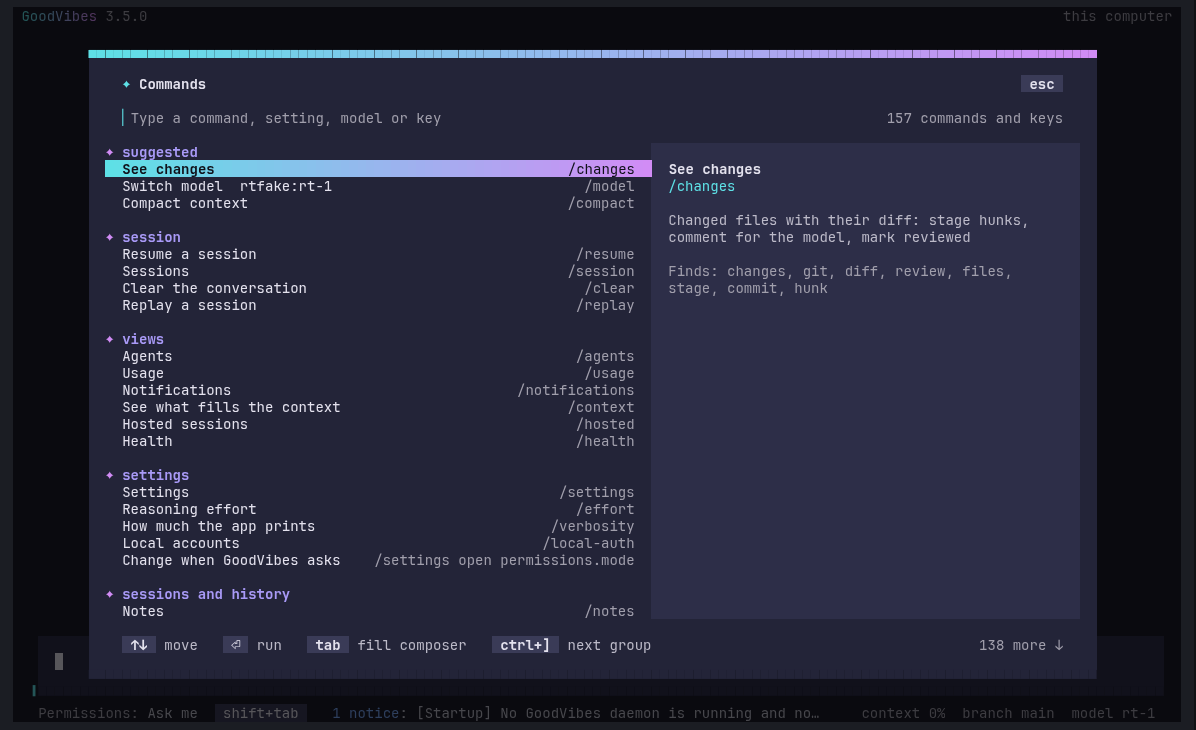 GoodVibes 3.5.0 this computer
✦ Commands esc
Type a command, setting, model or key 157 commands and keys
✦ suggested
See changes /changes
Switch model rtfake:rt-1 /model
Compact context /compact
✦ session
Resume a session /resume
Sessions /session
Clear the conversation /clear
Replay a session /replay
✦ views
Agents /agents
Usage /usage
Notifications /notifications
See what fills the context /context
Hosted sessions /hosted
Health /health
✦ settings
Settings /settings
Reasoning effort /effort
How much the app prints /verbosity
Local accounts /local-auth
Change when GoodVibes asks /settings open permissions.mode
✦ sessions and history
Notes /notes
See changes
/changes
Changed files with their diff: stage hunks,
comment for the model, mark reviewed
Finds: changes, git, diff, review, files,
stage, commit, hunk
↑↓ move ⏎ run tab fill composer ctrl+] next group 138 more ↓
Permissions: Ask me shift+tab 1 notice: [Startup] No GoodVibes daemon is running and no… context 0% branch main model rt-1